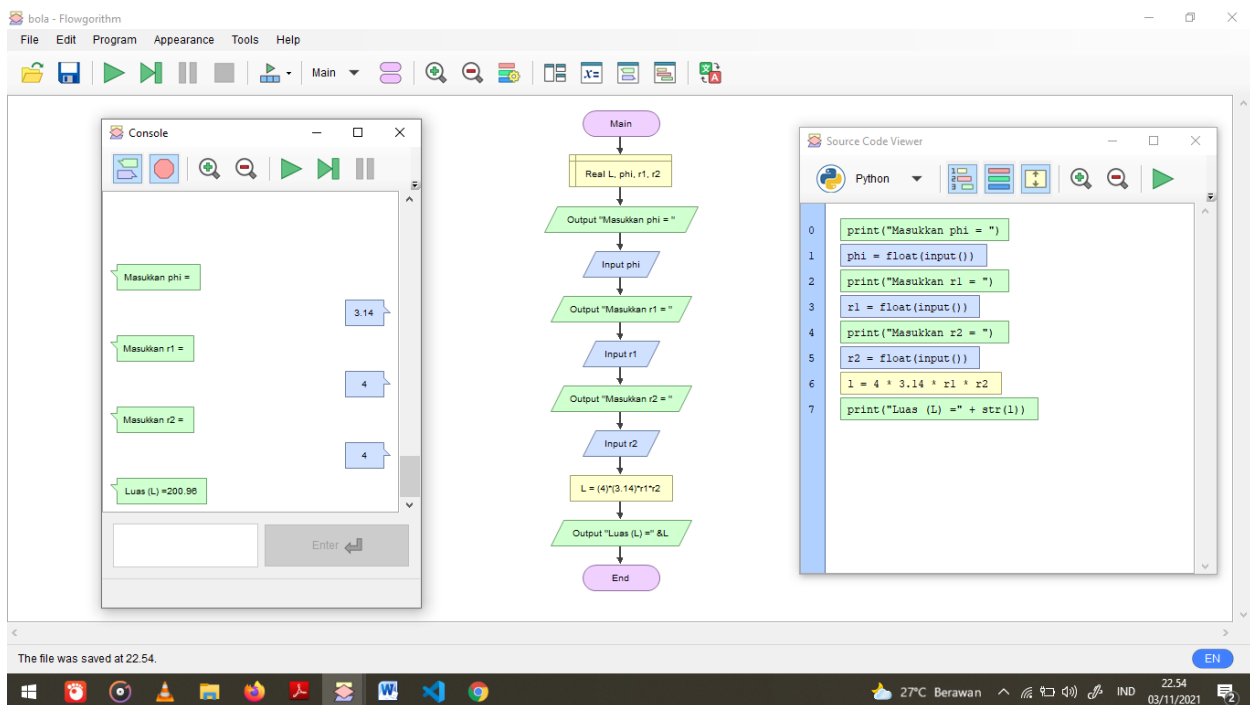 bola - Flowgorithm
File Edit Program Appearance Tools Help
Main
Console
Masukkan phi =
3.14
Masukkan r1 =
4
Masukkan r2 =
4
Luas (L) =200.96
Enter
Main
Real L, phi, r1, r2
Output "Masukkan phi = "
Input phi
Output "Masukkan r1 = "
Input r1
Output "Masukkan r2 = "
Input r2
L = (4)*(3.14)*r1*r2
Output "Luas (L) =" &L
End
Source Code Viewer
Python
0 print("Masukkan phi = ")
1 phi = float(input())
2 print("Masukkan r1 = ")
3 r1 = float(input())
4 print("Masukkan r2 = ")
5 r2 = float(input())
6 l = 4 * 3.14 * r1 * r2
7 print("Luas (L) =" + str(l))
The file was saved at 22.54.
EN
27°C Berawan
IND
22.54
03/11/2021
2